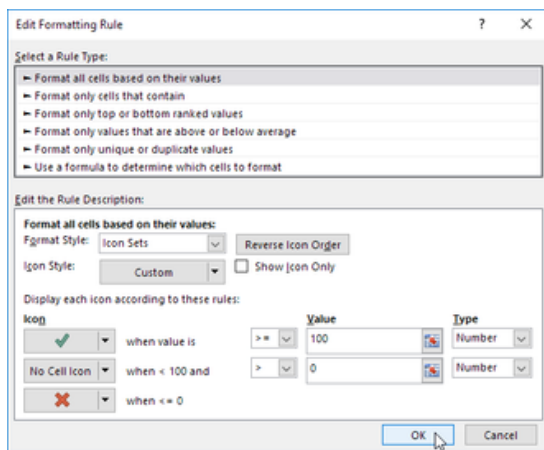 Edit Formatting Rule ?
Select a Rule Type:
► Format all cells based on their values
► Format only cells that contain
► Format only top or bottom ranked values
► Format only values that are above or below average
► Format only unique or duplicate values
► Use a formula to determine which cells to format
Edit the Rule Description:
Format all cells based on their values:
Format Style: Icon Sets Reverse Icon Order
Icon Style: Custom Show Icon Only
Display each icon according to these rules:
Icon Value Type
when value is >= 100 Number
No Cell Icon when < 100 and > 0 Number
when <= 0
OK Cancel